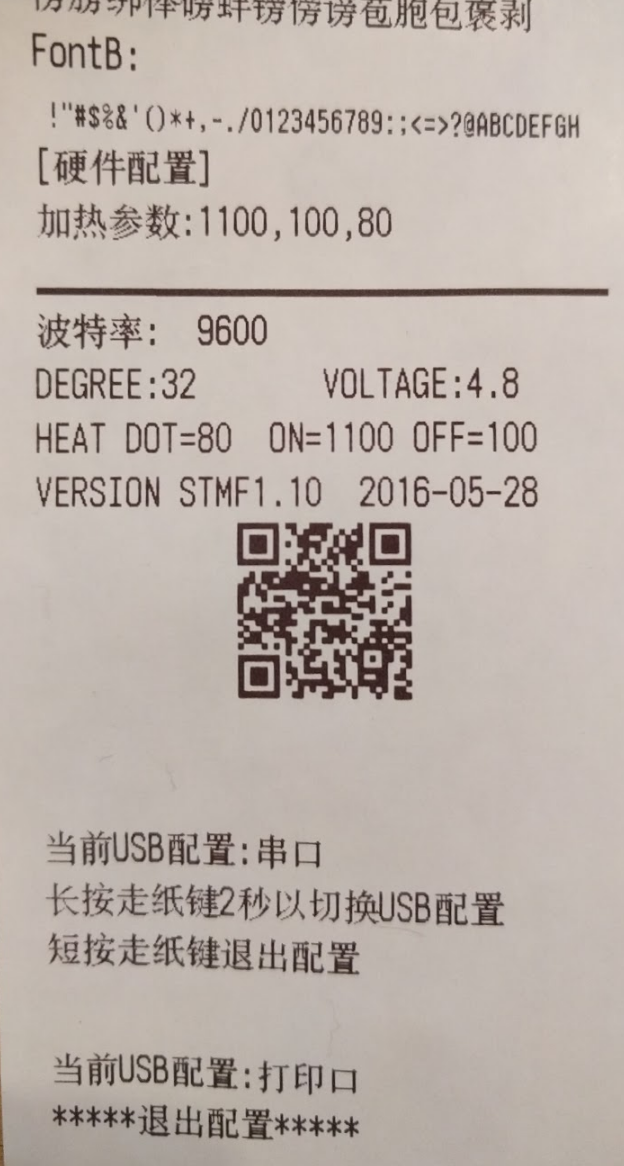 傍谤苞胞包褒剥
FontB:
!"#$%&'()*+,-./0123456789:;<=>?@ABCDEFGH
[硬件配置]
加热参数:1100,100,80
波特率: 9600
DEGREE:32 VOLTAGE:4.8
HEAT DOT=80 ON=1100 OFF=100
VERSION STMF1.10 2016-05-28
当前USB配置:串口
长按走纸键2秒以切换USB配置
短按走纸键退出配置
当前USB配置:打印口
*****退出配置*****